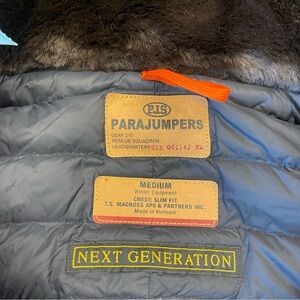 PJS
PARAJUMPERS
USAF 210
RESCUE SQUADRON
HEADQUARTERS
MEDIUM
Winter Equipment
CHEST: SLIM FIT
T.S. MACROSS APE & PARTNERS INC.
Made in Vietnam
NEXT GENERATION